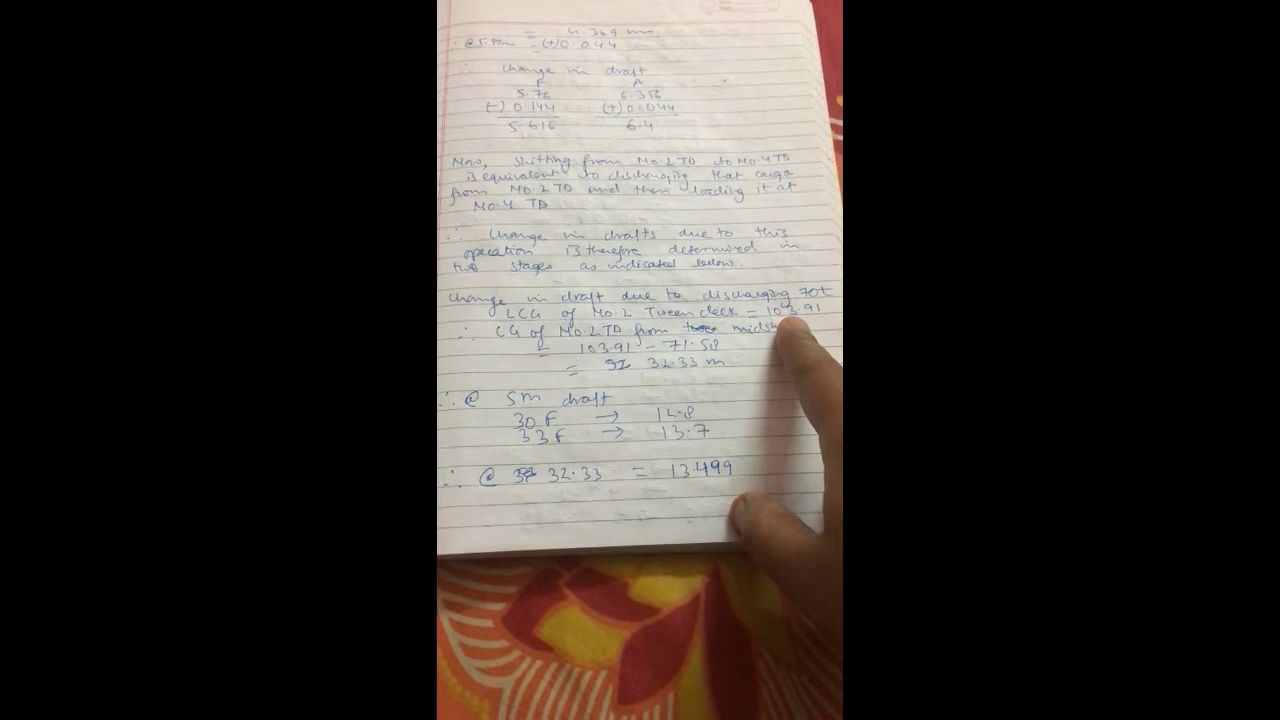 4.369 m
∴ @5.99m = (+)0.044
∴ Change in draft
F A
5.76 6.356
(-) 0.144 (+) 0.044
5.616 6.4
Now, shifting from No.2 TD to No.4 TD
is equivalent to discharging that cargo
from No.2 TD and then loading it at
No.4 TD
∴ Change in drafts due to this
operation is therefore determined in
two stages as indicated below.
Change in draft due to discharging 70t
LCG of No.2 Tween deck = 103.91
∴ CG of No.2 TD from midsh
= 103.91 - 71.58
= 32.33 m
∴ @ 5m draft
30 F → 12.8
33 F → 13.7
∴ @ 32.33 = 13.499